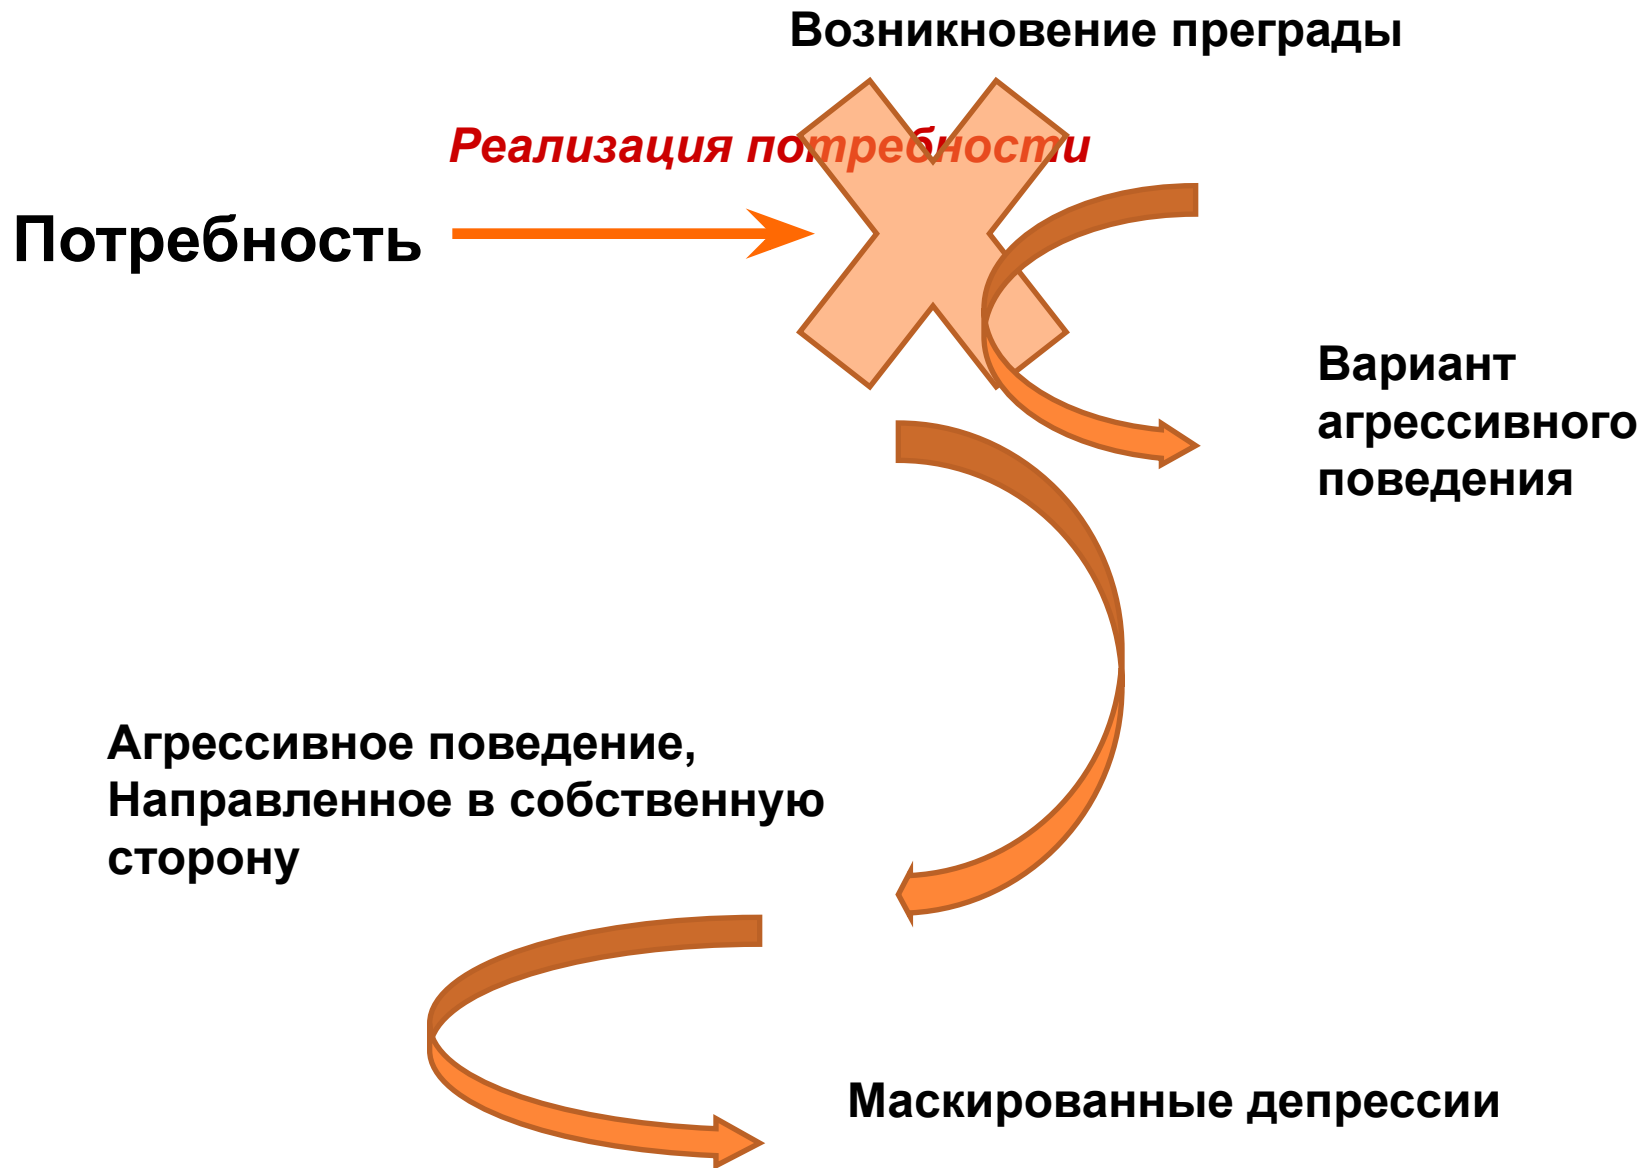 Возникновение преграды
Реализация потребности
Потребность
Вариант
агрессивного
поведения
Агрессивное поведение,
Направленное в собственную
сторону
Маскированные депрессии